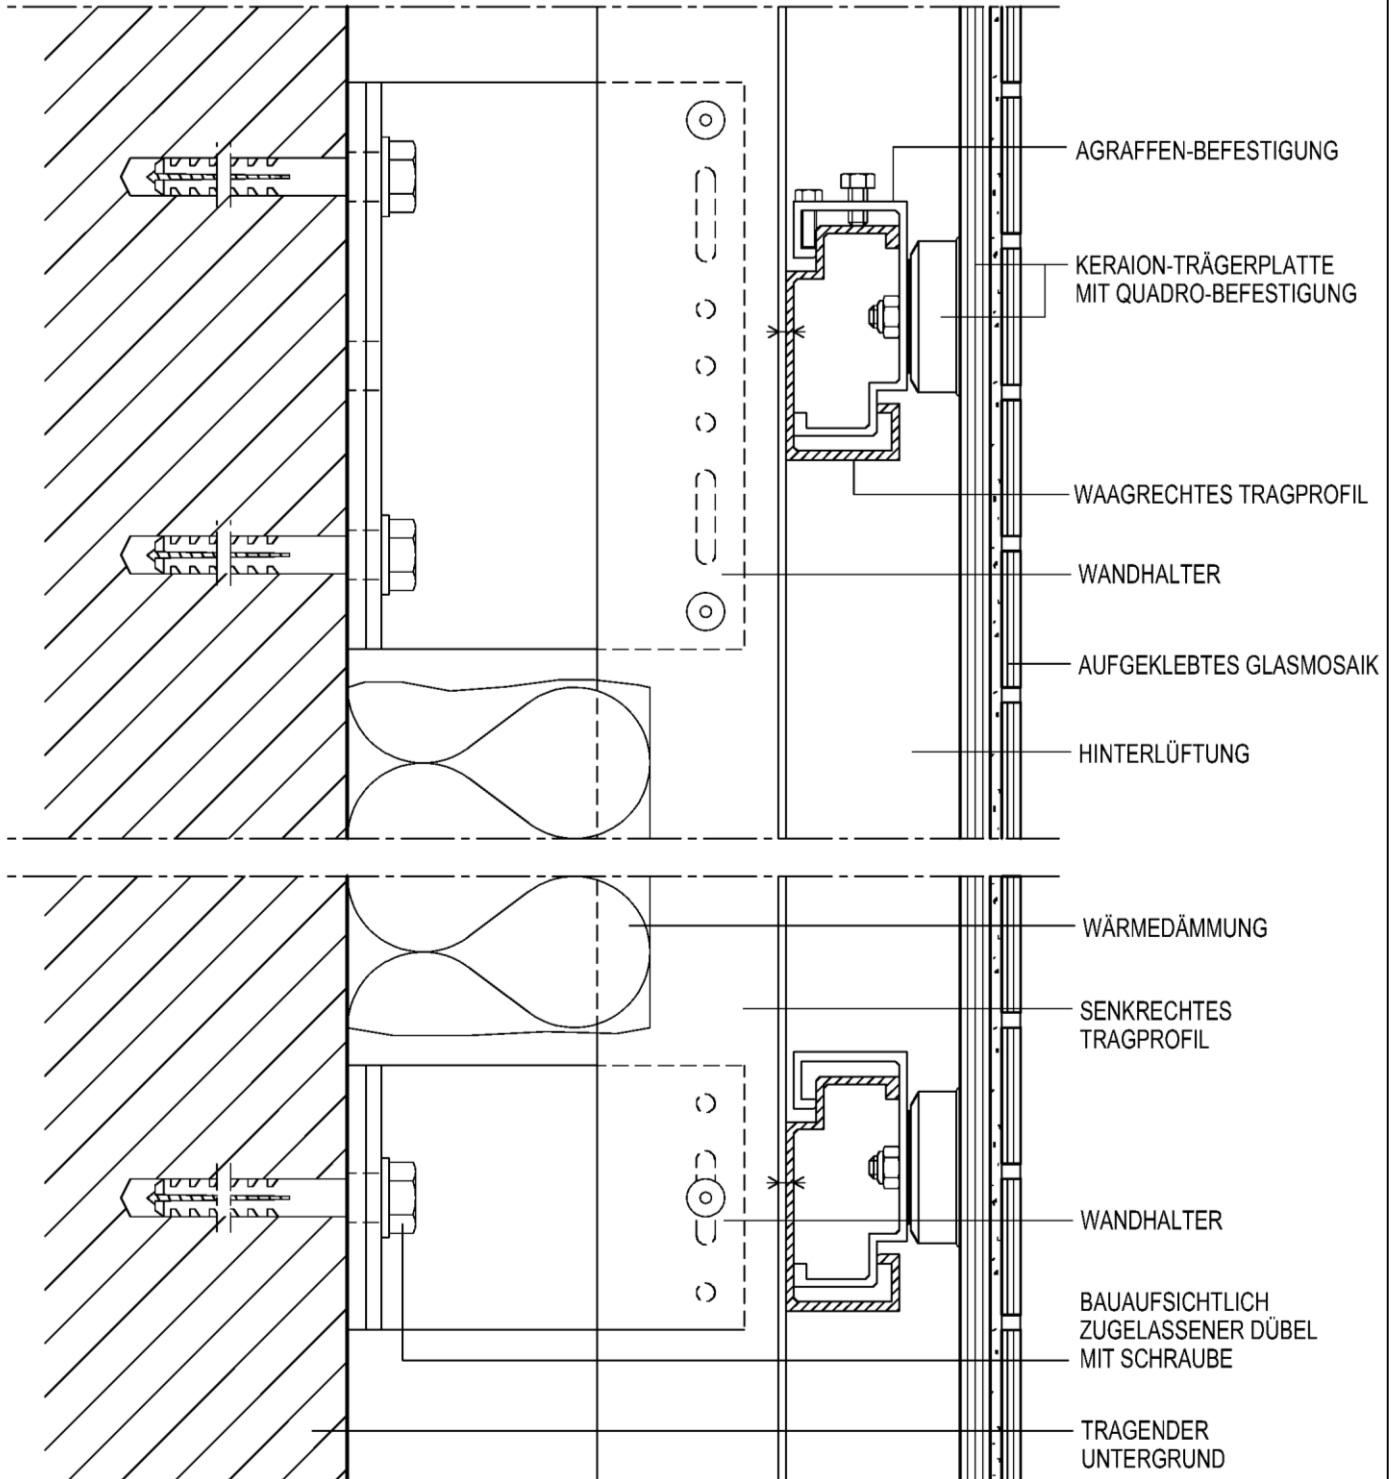 AGRAFFEN-BEFESTIGUNG
KERAION-TRÄGERPLATTE
MIT QUADRO-BEFESTIGUNG
WAAGRECHTES TRAGPROFIL
WANDHALTER
AUFGEKLEBTES GLASMOSAIK
HINTERLÜFTUNG
WÄRMEDÄMMUNG
SENKRECHTES
TRAGPROFIL
WANDHALTER
BAUAUFSICHTLICH
ZUGELASSENER DÜBEL
MIT SCHRAUBE
TRAGENDER
UNTERGRUND